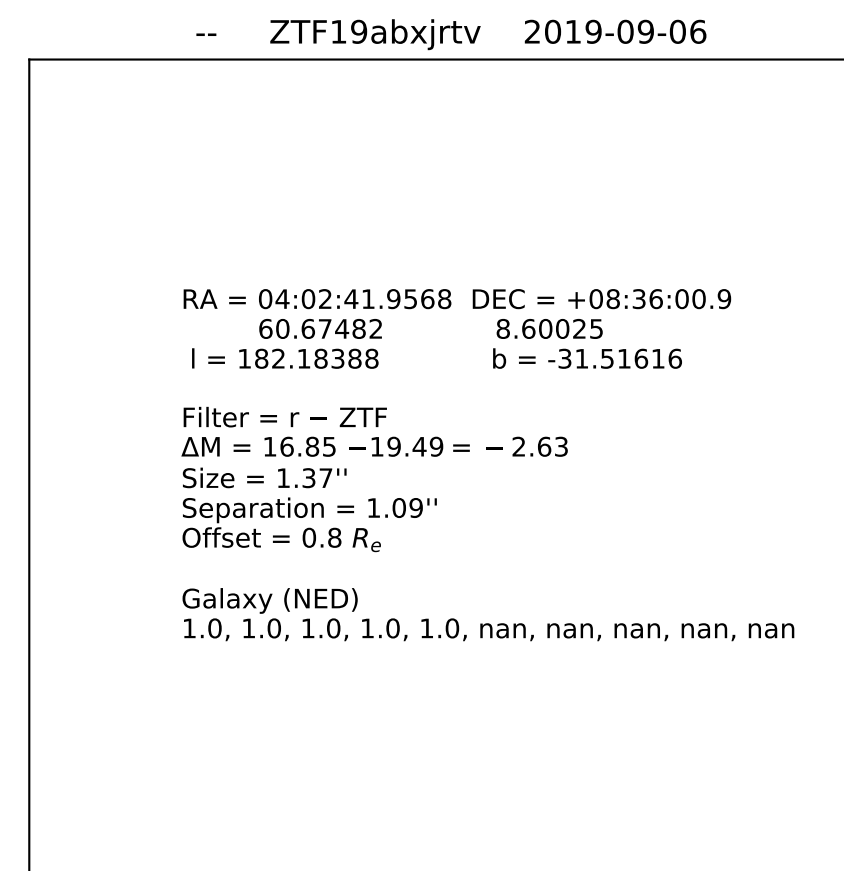 -- ZTF19abxjrtv 2019-09-06
RA = 04:02:41.9568 DEC = +08:36:00.9
60.67482 8.60025
l = 182.18388 b = -31.51616
Filter = r − ZTF
ΔM = 16.85 −19.49 = − 2.63
Size = 1.37''
Separation = 1.09''
Offset = 0.8 Re
Galaxy (NED)
1.0, 1.0, 1.0, 1.0, 1.0, nan, nan, nan, nan, nan